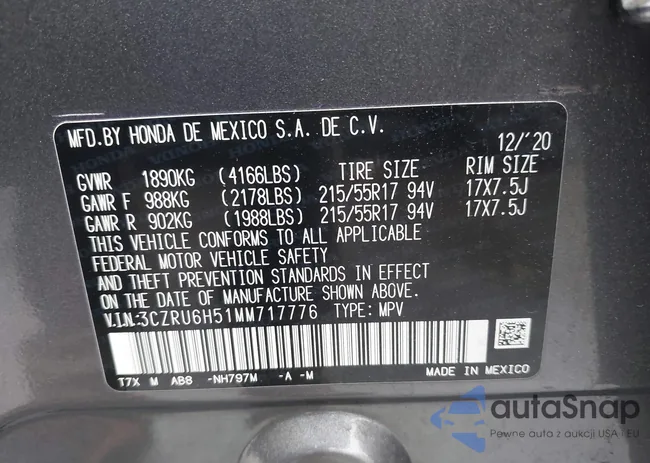 MFD.BY HONDA DE MEXICO S.A. DE C.V. 12/'20
GVWR 1890KG (4166LBS) TIRE SIZE RIM SIZE
GAWR F 988KG (2178LBS) 215/55R17 94V 17X7.5J
GAWR R 902KG (1988LBS) 215/55R17 94V 17X7.5J
THIS VEHICLE CONFORMS TO ALL APPLICABLE
FEDERAL MOTOR VEHICLE SAFETY
AND THEFT PREVENTION STANDARDS IN EFFECT
ON THE DATE OF MANUFACTURE SHOWN ABOVE.
V.I.N:3CZRU6H51MM717776 TYPE: MPV
T7X M AB8 -NH797M -A -M MADE IN MEXICO
autaSnap
Pewne auta z aukcji USA i EU